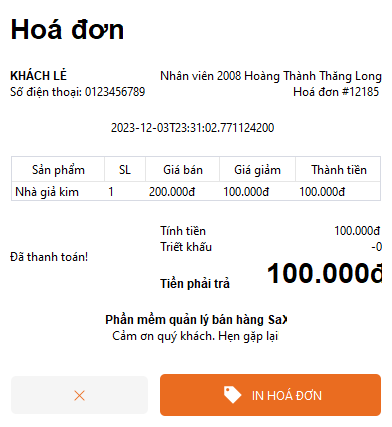 Hoá đơn
KHÁCH LẺ Nhân viên 2008 Hoàng Thành Thăng Long
Số điện thoại: 0123456789 Hoá đơn #12185
2023-12-03T23:31:02.771124200
Sản phẩm SL Giá bán Giá giảm Thành tiền
Nhà giả kim 1 200.000đ 100.000đ 100.000đ
Tính tiền 100.000đ
Triết khấu -0
Đã thanh toán!
Tiền phải trả 100.000đ
Phần mềm quản lý bán hàng SaX
Cảm ơn quý khách. Hẹn gặp lại
IN HOÁ ĐƠN